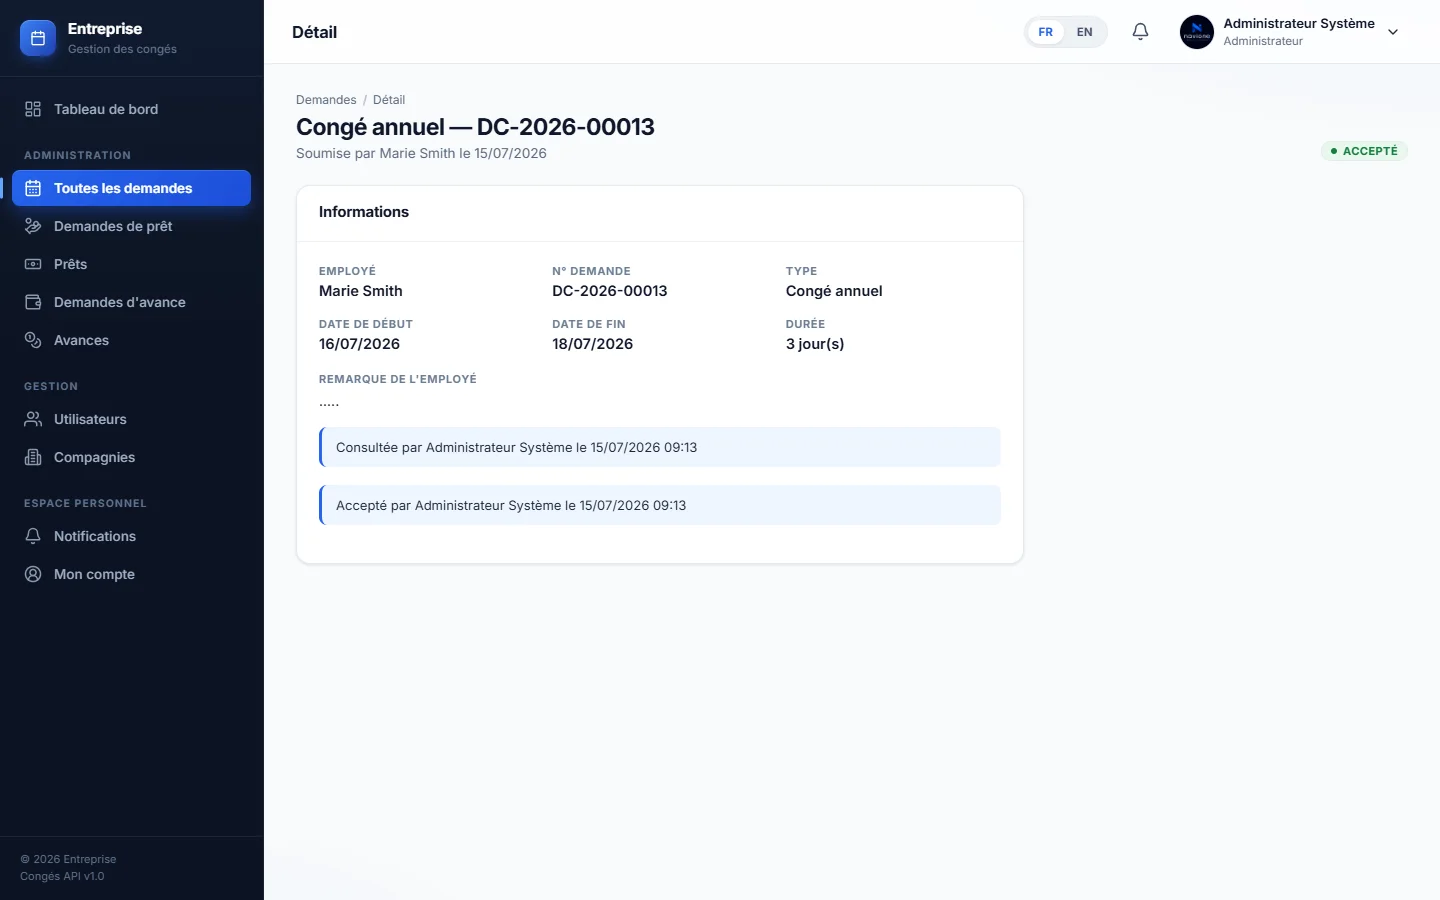 Entreprise
Gestion des congés
Tableau de bord
ADMINISTRATION
Toutes les demandes
Demandes de prêt
Prêts
Demandes d'avance
Avances
GESTION
Utilisateurs
Compagnies
ESPACE PERSONNEL
Notifications
Mon compte
© 2026 Entreprise
Congés API v1.0
Détail
FR EN
Administrateur Système
Administrateur
Demandes / Détail
Congé annuel — DC-2026-00013
Soumise par Marie Smith le 15/07/2026
ACCEPTÉ
Informations
EMPLOYÉ N° DEMANDE TYPE
Marie Smith DC-2026-00013 Congé annuel
DATE DE DÉBUT DATE DE FIN DURÉE
16/07/2026 18/07/2026 3 jour(s)
REMARQUE DE L'EMPLOYÉ
.....
Consultée par Administrateur Système le 15/07/2026 09:13
Accepté par Administrateur Système le 15/07/2026 09:13